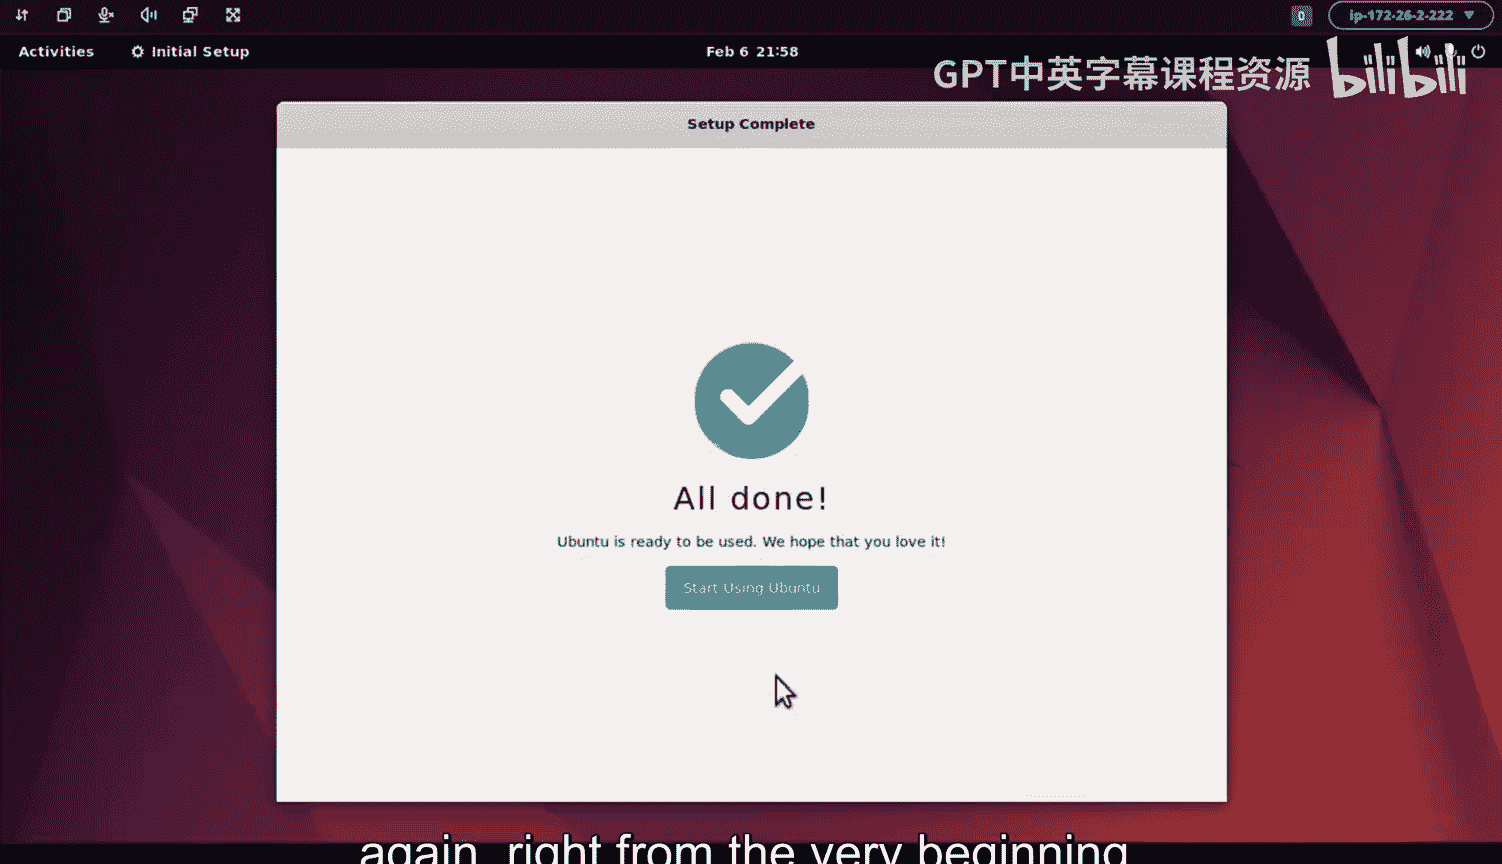 0
ip-172-26-2-222
Activities
Initial Setup
Feb 6 21:58
GPT中英字幕课程资源
bilibili
Setup Complete
All done!
Ubuntu is ready to be used. We hope that you love it!
Start Using Ubuntu
again right from the very beginning